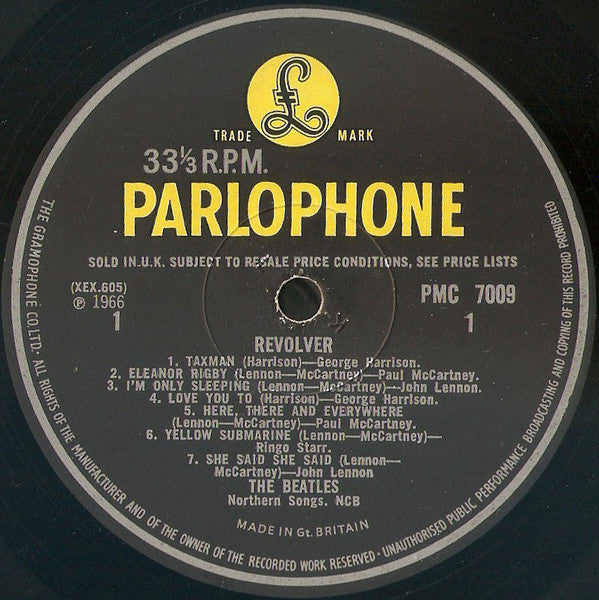 £
TRADE MARK
33⅓ R.P.M.
PARLOPHONE
SOLD IN U.K. SUBJECT TO RESALE PRICE CONDITIONS, SEE PRICE LISTS
(XEX.605)
℗ 1966
1
PMC 7009
1
REVOLVER
1. TAXMAN (Harrison)—George Harrison.
2. ELEANOR RIGBY (Lennon—McCartney)—Paul McCartney.
3. I'M ONLY SLEEPING (Lennon—McCartney)—John Lennon.
4. LOVE YOU TO (Harrison)—George Harrison.
5. HERE, THERE AND EVERYWHERE
(Lennon—McCartney)—Paul McCartney.
6. YELLOW SUBMARINE (Lennon—McCartney)—
Ringo Starr.
7. SHE SAID SHE SAID (Lennon—
McCartney)—John Lennon
THE BEATLES
Northern Songs. NCB
MADE IN Gt. BRITAIN
THE GRAMOPHONE CO. LTD. · ALL RIGHTS OF THE MANUFACTURER AND OF THE OWNER OF THE RECORDED WORK RESERVED · UNAUTHORISED PUBLIC PERFORMANCE BROADCASTING AND COPYING OF THIS RECORD PROHIBITED